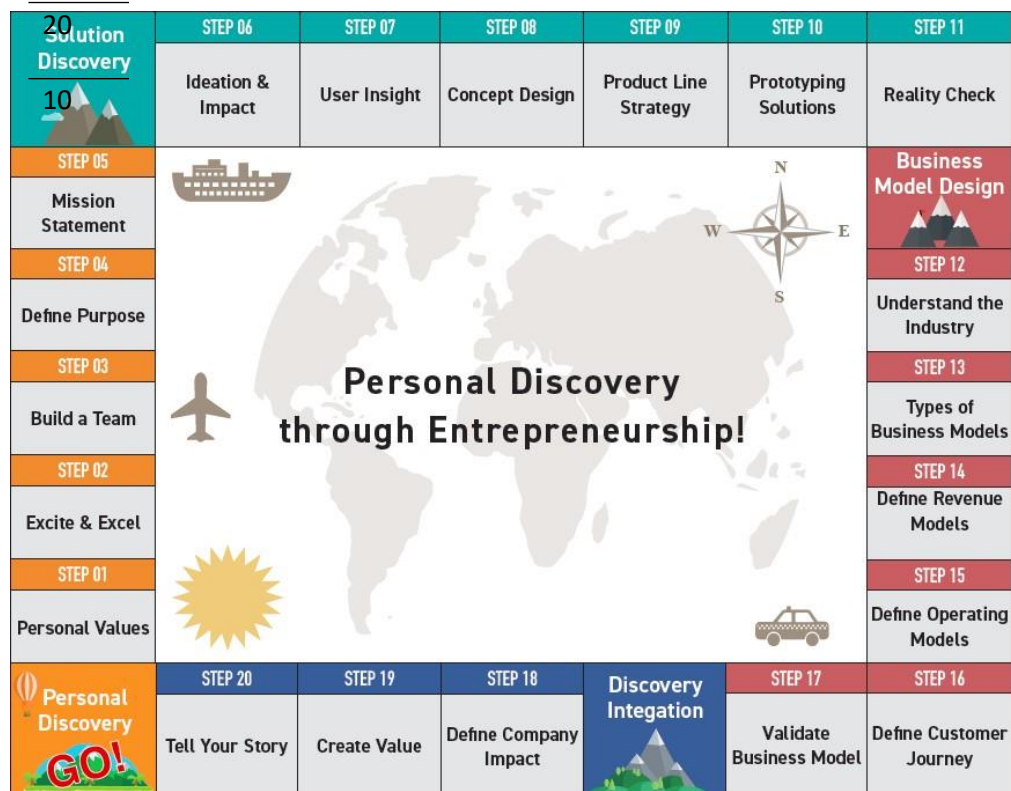 20
Solution
Discovery
10
STEP 06
Ideation &
Impact
STEP 07
User Insight
STEP 08
Concept Design
STEP 09
Product Line
Strategy
STEP 10
Prototyping
Solutions
STEP 11
Reality Check
STEP 05
Mission
Statement
STEP 04
Define Purpose
STEP 03
Build a Team
STEP 02
Excite & Excel
STEP 01
Personal Values
N
W
E
S
Personal Discovery
through Entrepreneurship!
Business
Model Design
STEP 12
Understand the
Industry
STEP 13
Types of
Business Models
STEP 14
Define Revenue
Models
STEP 15
Define Operating
Models
Personal
Discovery
GO!
STEP 20
Tell Your Story
STEP 19
Create Value
STEP 18
Define Company
Impact
Discovery
Integation
STEP 17
Validate
Business Model
STEP 16
Define Customer
Journey